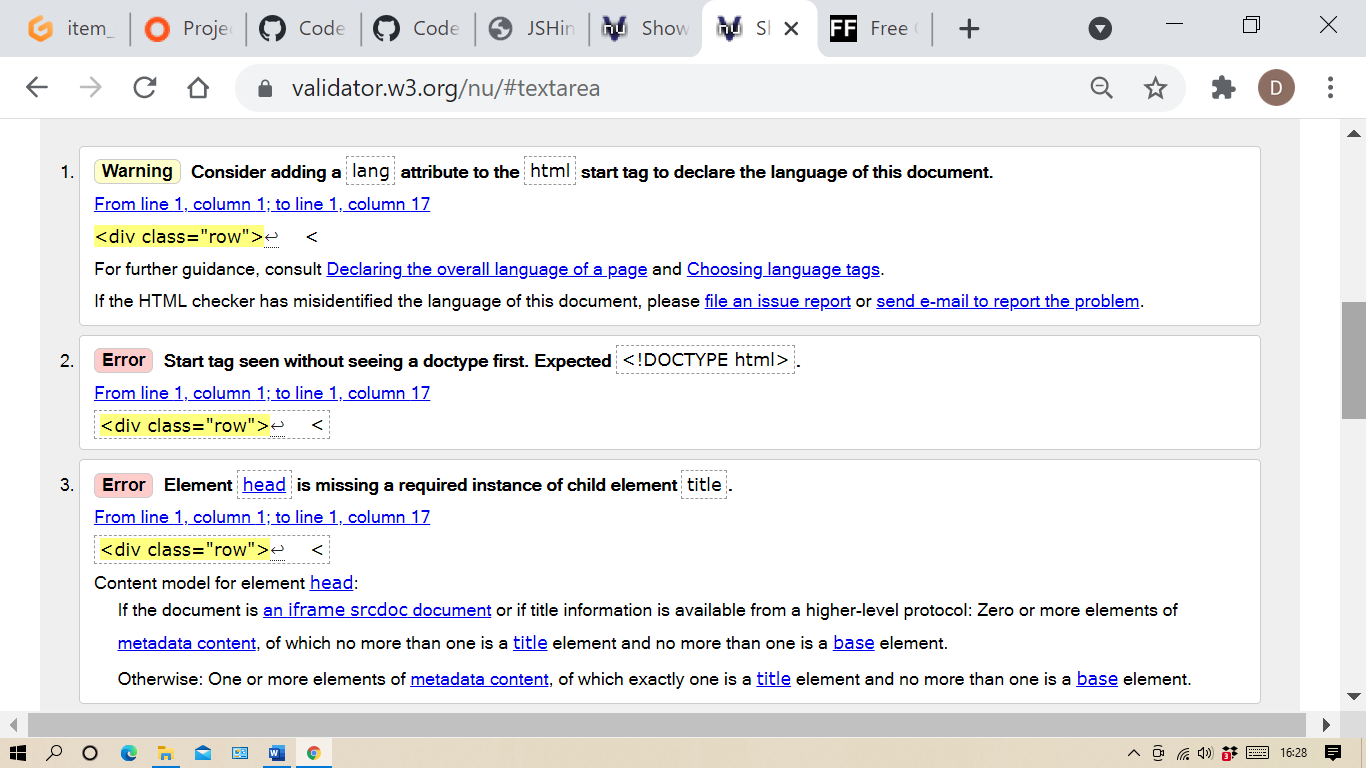 item_
Proje
Code
Code
JSHin
Show
Sl
FF
Free
validator.w3.org/nu/#textarea
D
1. Warning Consider adding a lang attribute to the html start tag to declare the language of this document.
From line 1, column 1; to line 1, column 17
<div class="row">↩ <
For further guidance, consult Declaring the overall language of a page and Choosing language tags.
If the HTML checker has misidentified the language of this document, please file an issue report or send e-mail to report the problem.
2. Error Start tag seen without seeing a doctype first. Expected <!DOCTYPE html>.
From line 1, column 1; to line 1, column 17
<div class="row">↩ <
3. Error Element head is missing a required instance of child element title.
From line 1, column 1; to line 1, column 17
<div class="row">↩ <
Content model for element head:
If the document is an iframe srcdoc document or if title information is available from a higher-level protocol: Zero or more elements of
metadata content, of which no more than one is a title element and no more than one is a base element.
Otherwise: One or more elements of metadata content, of which exactly one is a title element and no more than one is a base element.
16:28